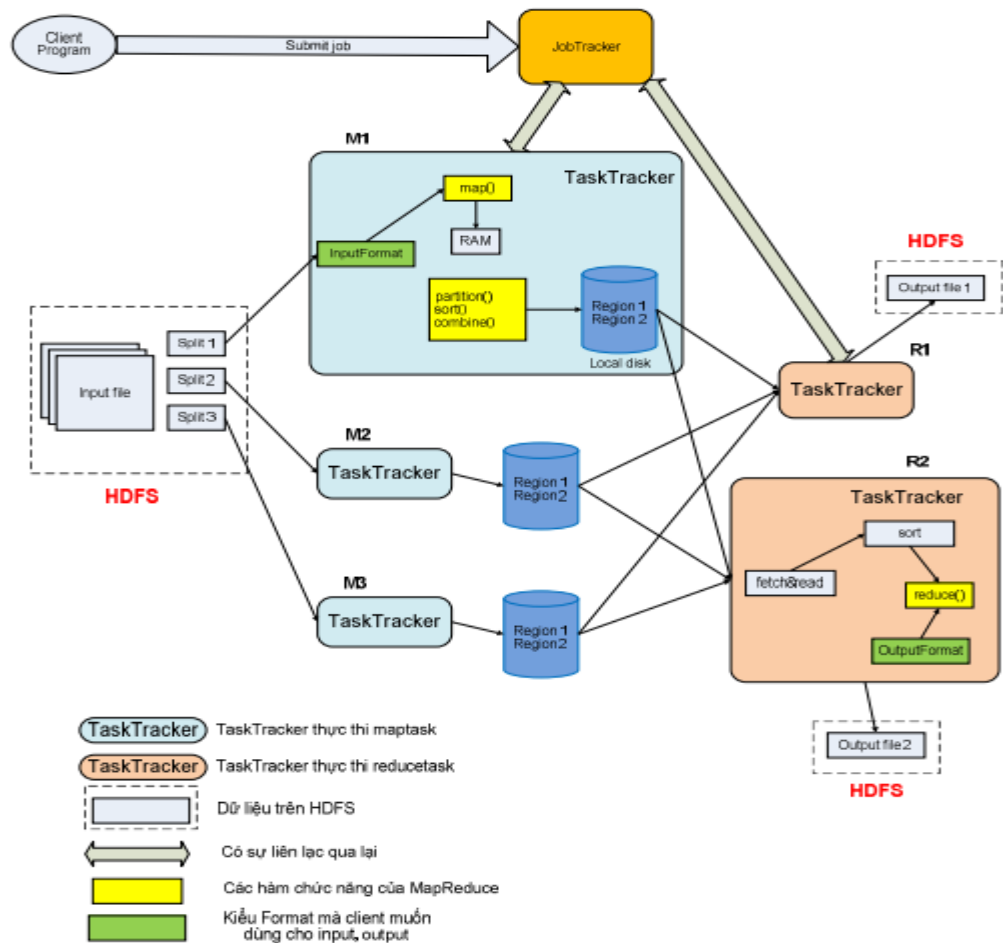 Client
Program
Submit job
JobTracker
M1
TaskTracker
map()
RAM
InputFormat
partition()
sort()
combine()
Region 1
Region 2
Local disk
HDFS
Output file 1
R1
TaskTracker
Input file
Split 1
Split 2
Split 3
HDFS
M2
TaskTracker
Region 1
Region 2
M3
TaskTracker
Region 1
Region 2
R2
TaskTracker
sort
fetch&read
reduce()
OutputFormat
Output file 2
HDFS
TaskTracker TaskTracker thực thi maptask
TaskTracker TaskTracker thực thi reducetask
Dữ liệu trên HDFS
Có sự liên lạc qua lại
Các hàm chức năng của MapReduce
Kiểu Format mà client muốn
dùng cho input, output